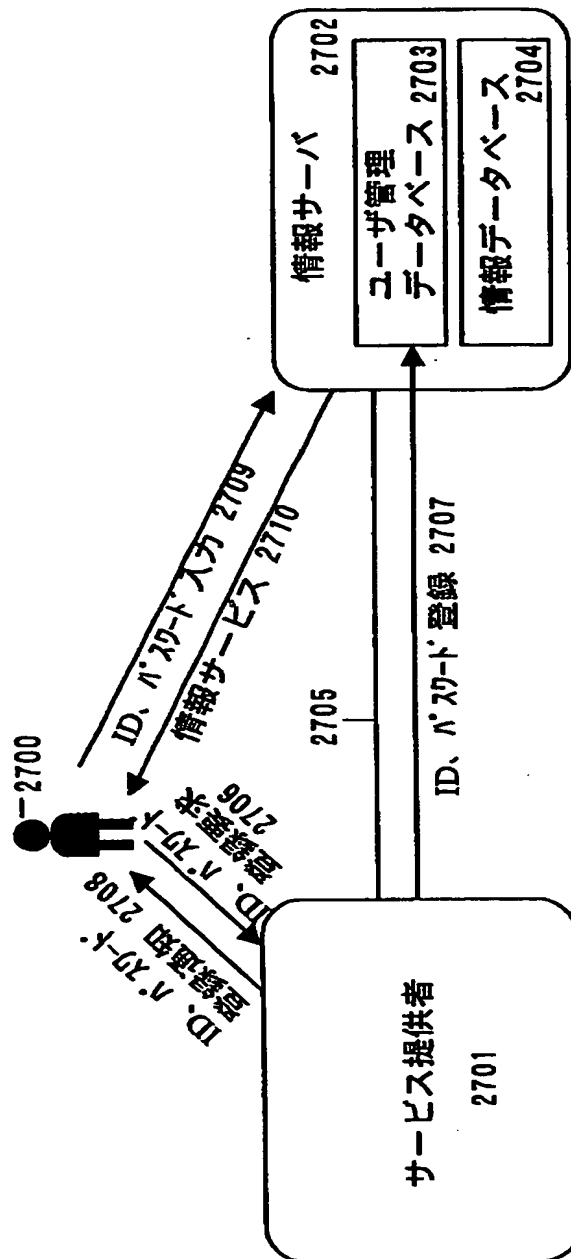 2700
ID、パスワード
登録通知 2708
ID、パスワード
登録要求
2706
ID、パスワード入力 2709
情報サービス 2710
2705
ID、パスワード登録 2707
サービス提供者
2701
情報サーバ
2702
ユーザ管理
データベース 2703
情報データベース
2704